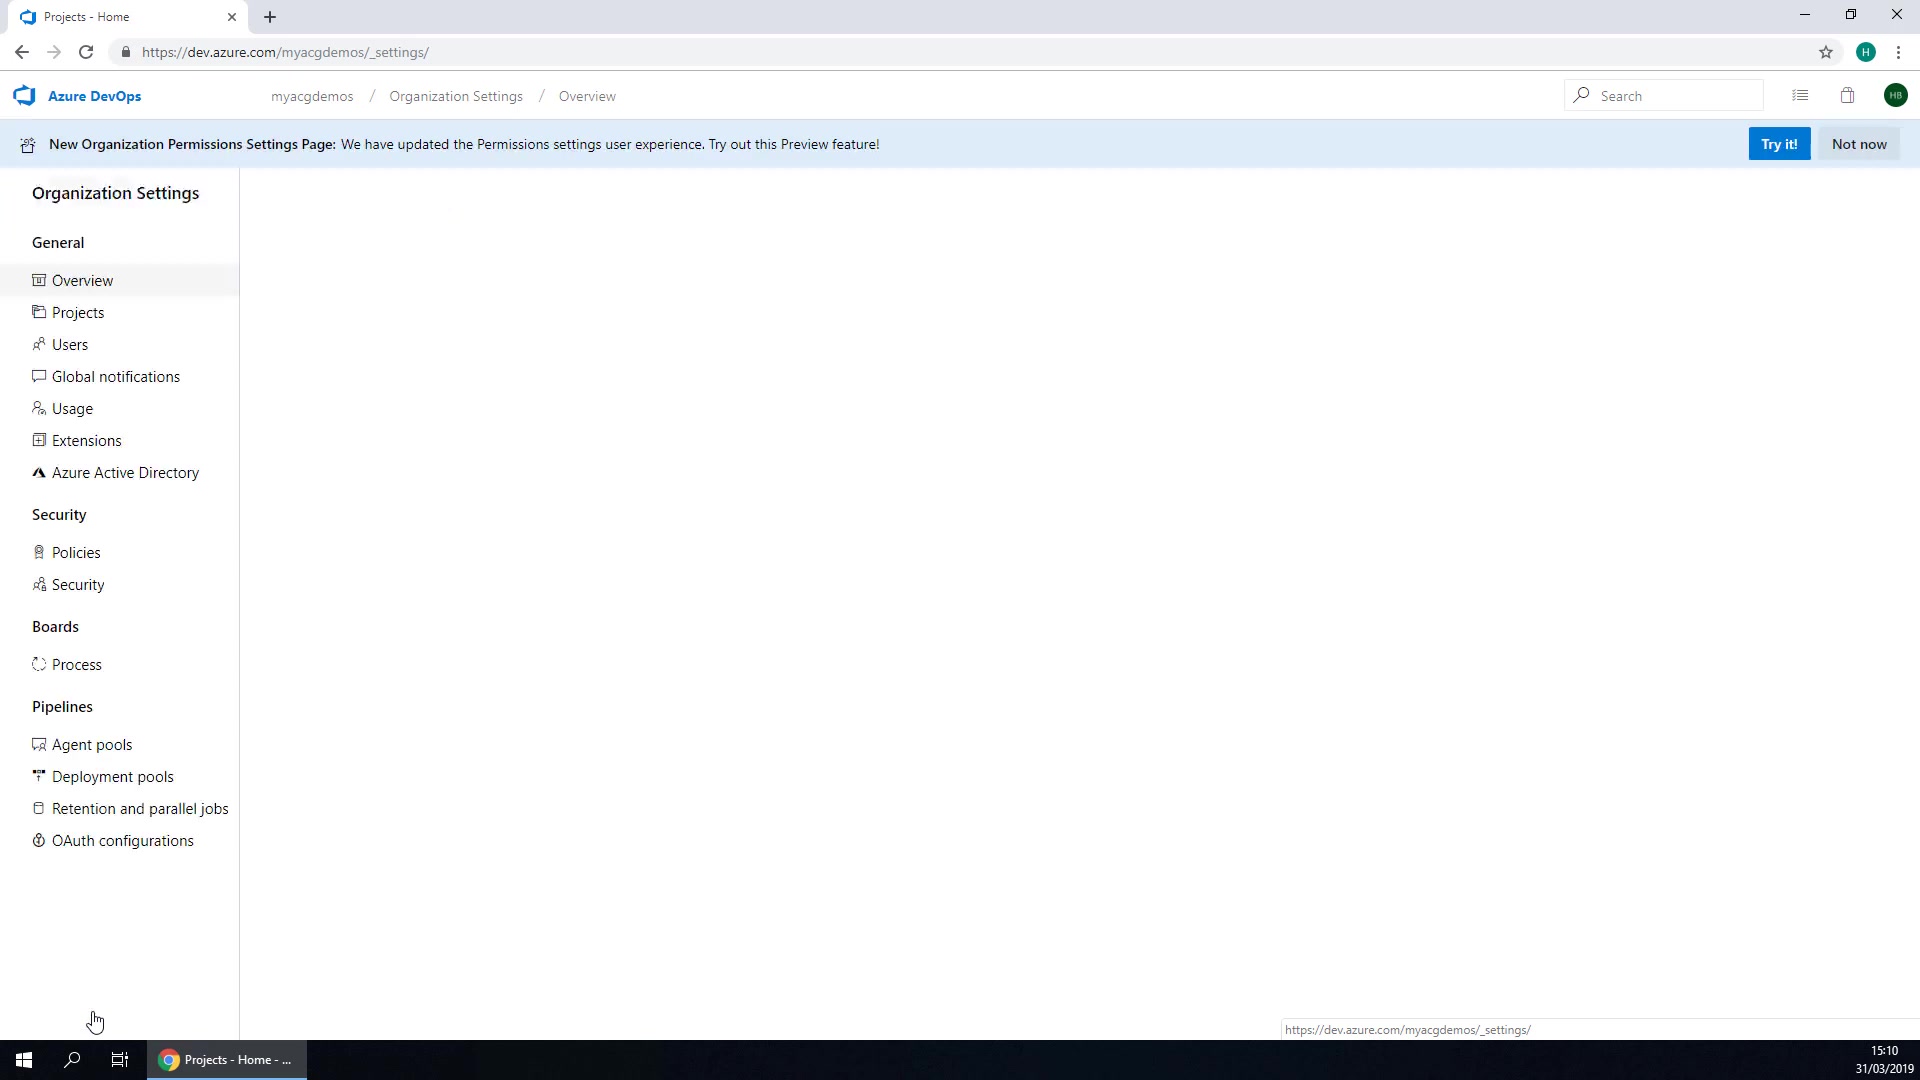 Projects - Home
https://dev.azure.com/myacgdemos/_settings/
H
Azure DevOps
myacgdemos / Organization Settings / Overview
Search
HB
New Organization Permissions Settings Page: We have updated the Permissions settings user experience. Try out this Preview feature!
Try it!
Not now
Organization Settings
General
Overview
Projects
Users
Global notifications
Usage
Extensions
Azure Active Directory
Security
Policies
Security
Boards
Process
Pipelines
Agent pools
Deployment pools
Retention and parallel jobs
OAuth configurations
https://dev.azure.com/myacgdemos/_settings/
Projects - Home - ...
15:10
31/03/2019